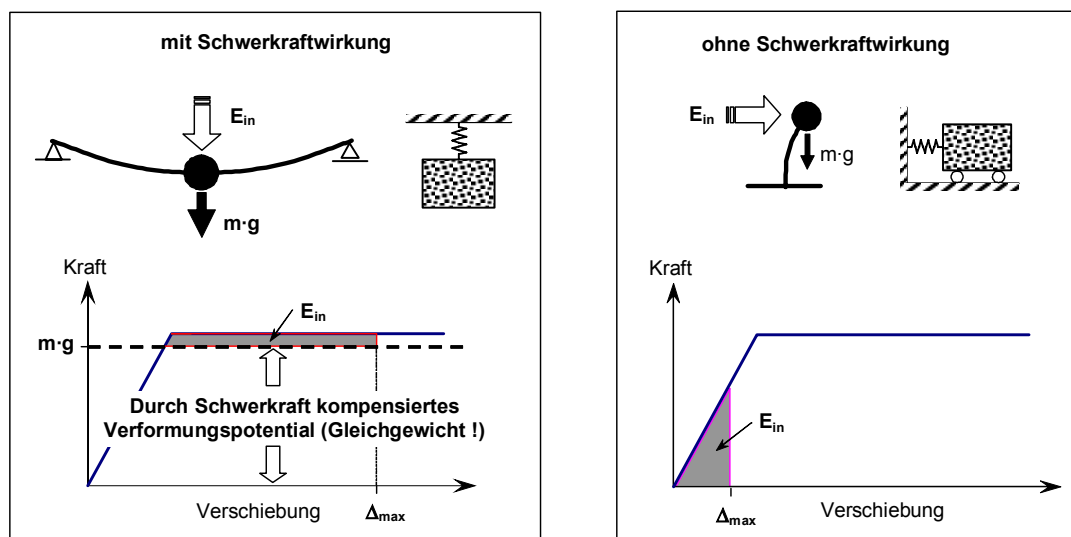 mit Schwerkraftwirkung
E_in
m·g
Kraft
E_in
m·g
Durch Schwerkraft kompensiertes
Verformungspotential (Gleichgewicht !)
Verschiebung
Δ_max
ohne Schwerkraftwirkung
E_in
m·g
Kraft
E_in
Δ_max
Verschiebung